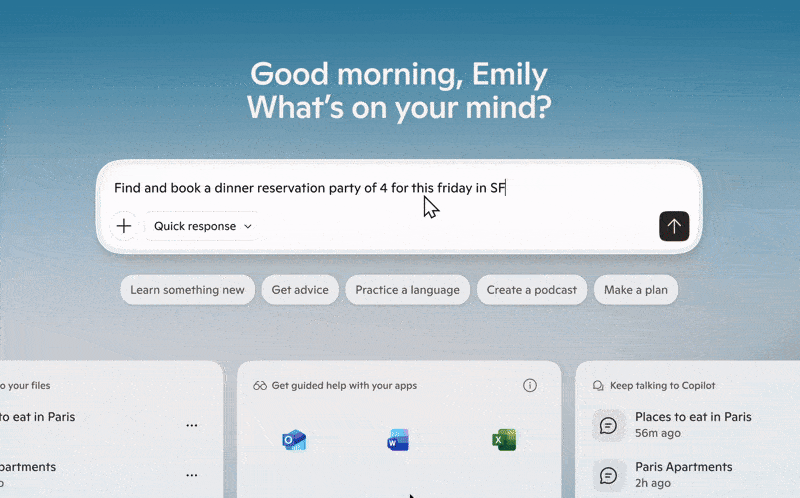 Good morning, Emily
What's on your mind?
Find and book a dinner reservation party of 4 for this friday in SF
Quick response
Learn something new
Get advice
Practice a language
Create a podcast
Make a plan
o your files
to eat in Paris
partments
Get guided help with your apps
O
W
X
Keep talking to Copilot
Places to eat in Paris
56m ago
Paris Apartments
2h ago